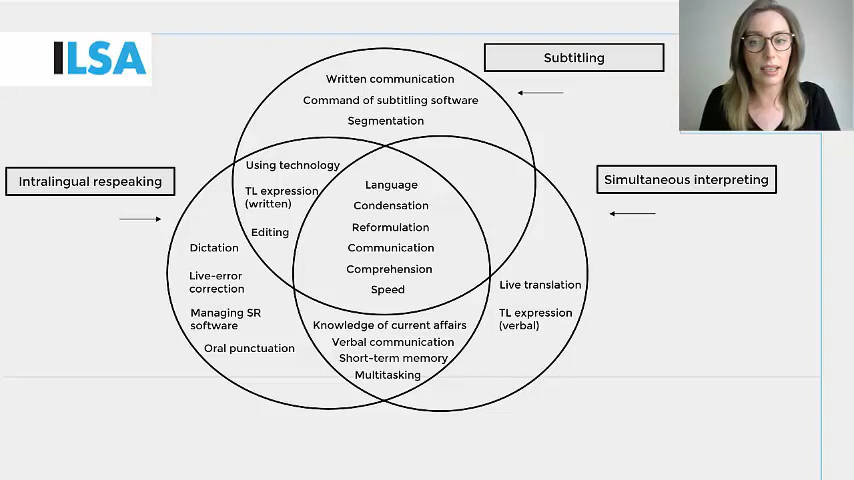 ILSA
Subtitling
Written communication
Command of subtitling software
Segmentation
Intralingual respeaking
Simultaneous interpreting
Using technology
TL expression
(written)
Editing
Language
Condensation
Reformulation
Communication
Comprehension
Speed
Dictation
Live-error
correction
Managing SR
software
Oral punctuation
Live translation
TL expression
(verbal)
Knowledge of current affairs
Verbal communication
Short-term memory
Multitasking